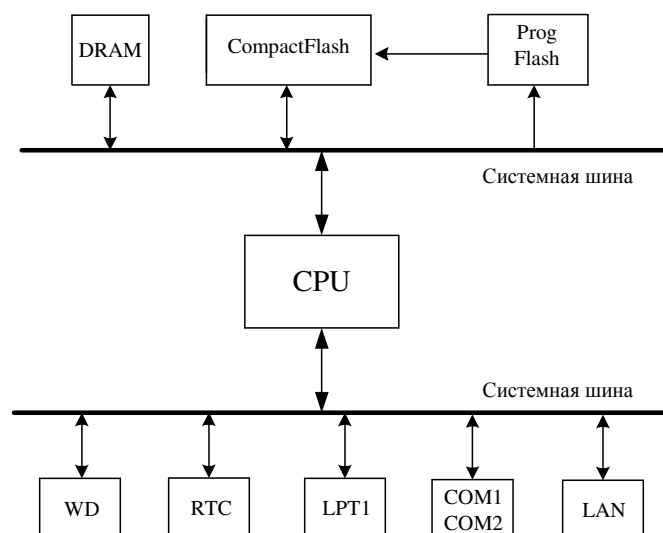 DRAM
CompactFlash
Prog
Flash
Системная шина
CPU
Системная шина
WD
RTC
LPT1
COM1
COM2
LAN